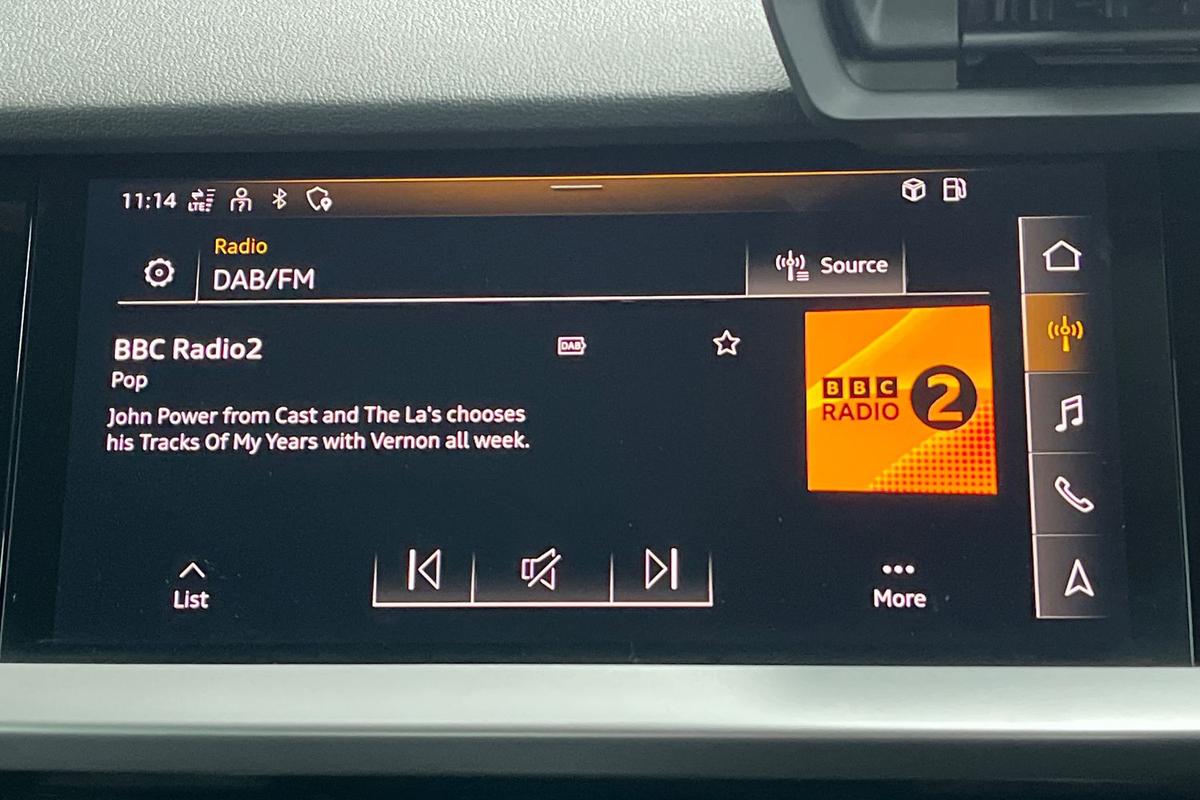 11:14
LTE
?
Radio
DAB/FM
Source
BBC Radio2
DAB
Pop
John Power from Cast and The La's chooses
his Tracks Of My Years with Vernon all week.
BBC
RADIO 2
List
More